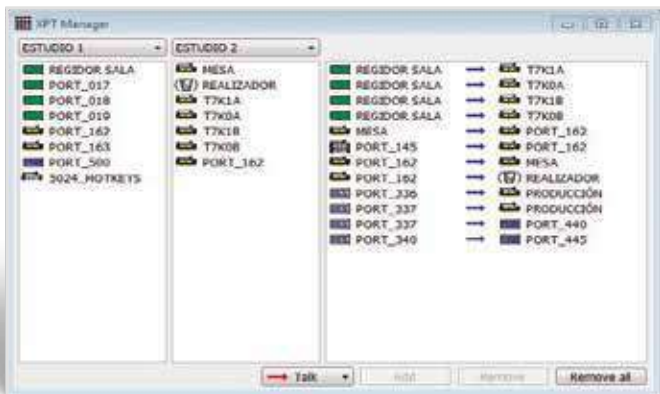 XPT Manager
ESTUDIO 1
ESTUDIO 2
REGIDOR SALA
PORT_017
PORT_018
PORT_019
PORT_162
PORT_163
PORT_500
5024_HOTKEYS
MESA
REALIZADOR
T7K1A
T7K0A
T7K1B
T7K0B
PORT_162
REGIDOR SALA → T7K1A
REGIDOR SALA → T7K0A
REGIDOR SALA → T7K1B
REGIDOR SALA → T7K0B
MESA → PORT_162
PORT_145 → PORT_162
PORT_162 → MESA
PORT_162 → REALIZADOR
PORT_336 → PRODUCCIÓN
PORT_337 → PRODUCCIÓN
PORT_337 → PORT_440
PORT_340 → PORT_445
Talk
Add
Remove
Remove all